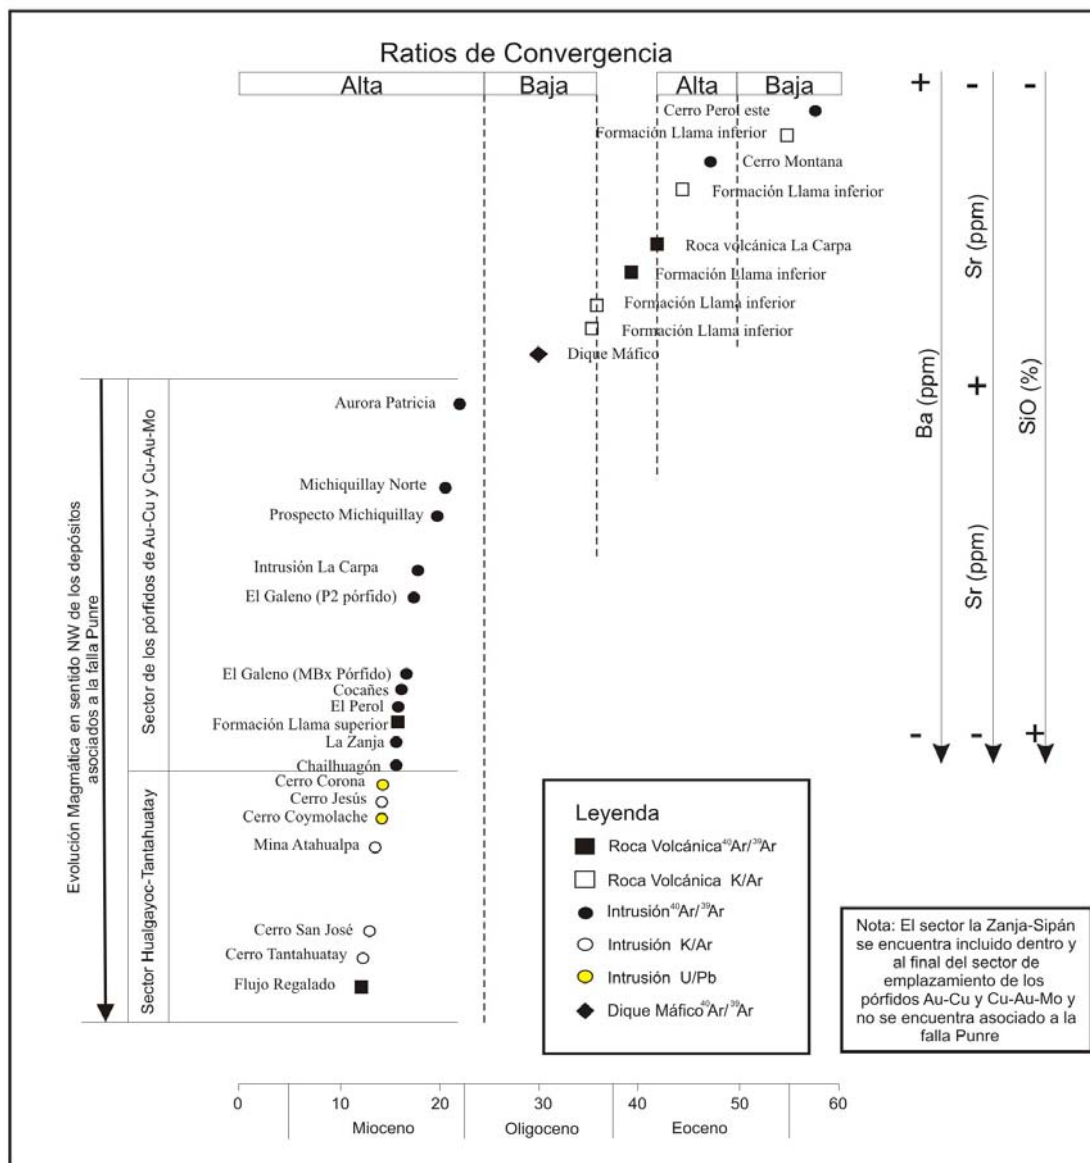 Ratios de Convergencia
Alta Baja Alta Baja
+ - -
Cerro Perol este
Formación Llama inferior
Cerro Montana
Formación Llama inferior
Sr (ppm)
Roca volcánica La Carpa
Formación Llama inferior
Formación Llama inferior
Formación Llama inferior
Dique Máfico
Ba (ppm)
+
SiO (%)
Sr (ppm)
- - +
Evolución Magmática en sentido NW de los depósitos
asociados a la falla Punre
Sector de los pórfidos de Au-Cu y Cu-Au-Mo
Aurora Patricia
Michiquillay Norte
Prospecto Michiquillay
Intrusión La Carpa
El Galeno (P2 pórfido)
El Galeno (MBx Pórfido)
Cocañes
El Perol
Formación Llama superior
La Zanja
Chailhuagón
Sector Hualgayoc-Tantahuatay
Cerro Corona
Cerro Jesús
Cerro Coymolache
Mina Atahualpa
Cerro San José
Cerro Tantahuatay
Flujo Regalado
Leyenda
Roca Volcánica ⁴⁰Ar/³⁹Ar
Roca Volcánica K/Ar
Intrusión ⁴⁰Ar/³⁹Ar
Intrusión K/Ar
Intrusión U/Pb
Dique Máfico ⁴⁰Ar/³⁹Ar
Nota: El sector la Zanja-Sipán
se encuentra incluido dentro y
al final del sector de
emplazamiento de los
pórfidos Au-Cu y Cu-Au-Mo y
no se encuentra asociado a la
falla Punre
0 10 20 30 40 50 60
Mioceno Oligoceno Eoceno